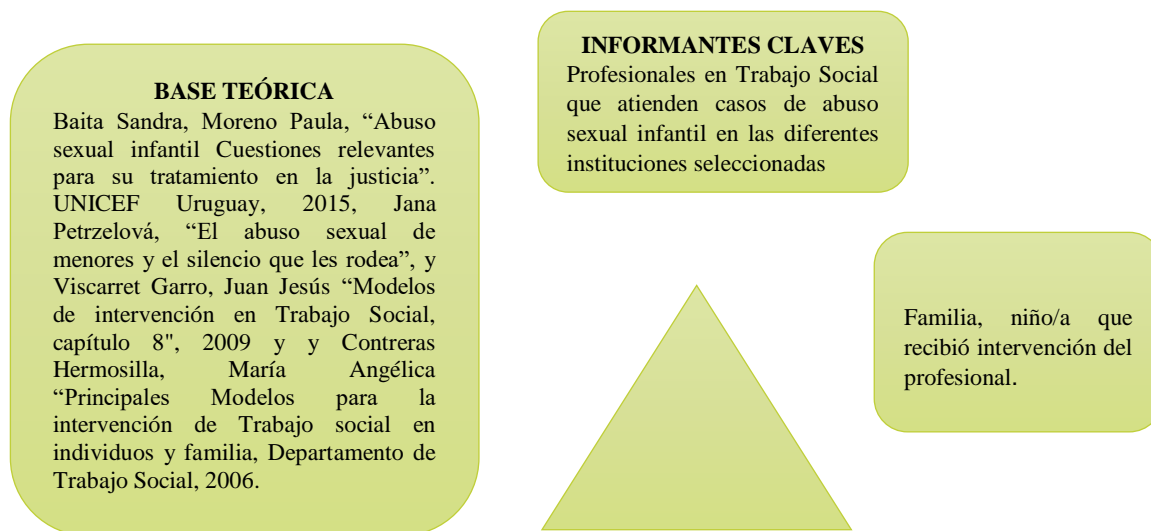 BASE TEÓRICA
Baita Sandra, Moreno Paula, “Abuso
sexual infantil Cuestiones relevantes
para su tratamiento en la justicia”.
UNICEF Uruguay, 2015, Jana
Petrzelová, “El abuso sexual de
menores y el silencio que les rodea”, y
Viscarret Garro, Juan Jesús “Modelos
de intervención en Trabajo Social,
capítulo 8", 2009 y y Contreras
Hermosilla, María Angélica
“Principales Modelos para la
intervención de Trabajo social en
individuos y familia, Departamento de
Trabajo Social, 2006.
INFORMANTES CLAVES
Profesionales en Trabajo Social
que atienden casos de abuso
sexual infantil en las diferentes
instituciones seleccionadas
Familia, niño/a que
recibió intervención del
profesional.